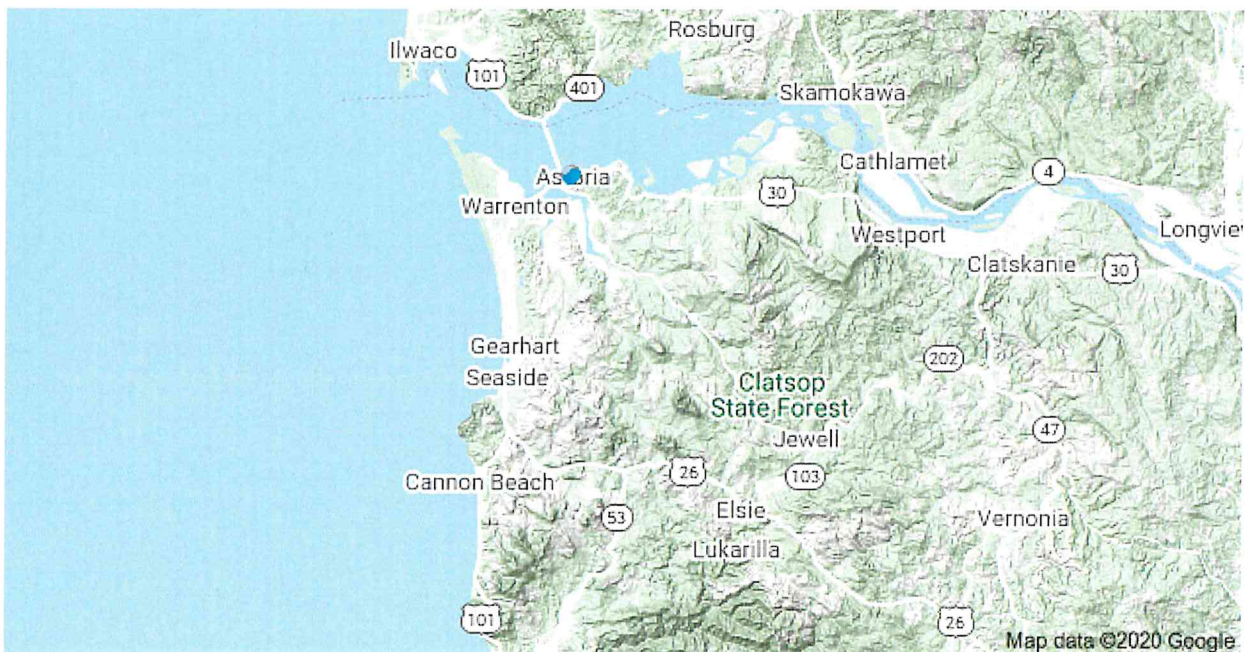 Rosburg
Ilwaco
101
401
Skamokawa
Cathlamet
4
Astoria
30
Warrenton
Westport
Longview
Clatskanie
30
Gearhart
202
Seaside
Clatsop
State Forest
47
Jewell
26
103
Cannon Beach
Elsie
53
Vernonia
Lukarilla
101
26
Map data ©2020 Google